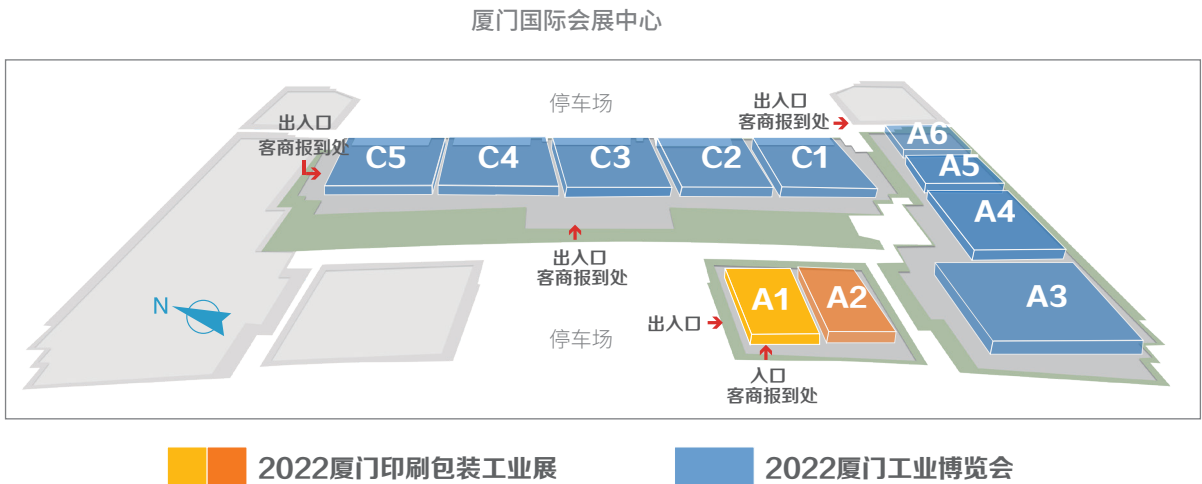 厦门国际会展中心
停车场
出入口
客商报到处
出入口
客商报到处
C5
C4
C3
C2
C1
A6
A5
A4
A3
出入口
客商报到处
N
A1
A2
出入口
停车场
入口
客商报到处
2022厦门印刷包装工业展
2022厦门工业博览会